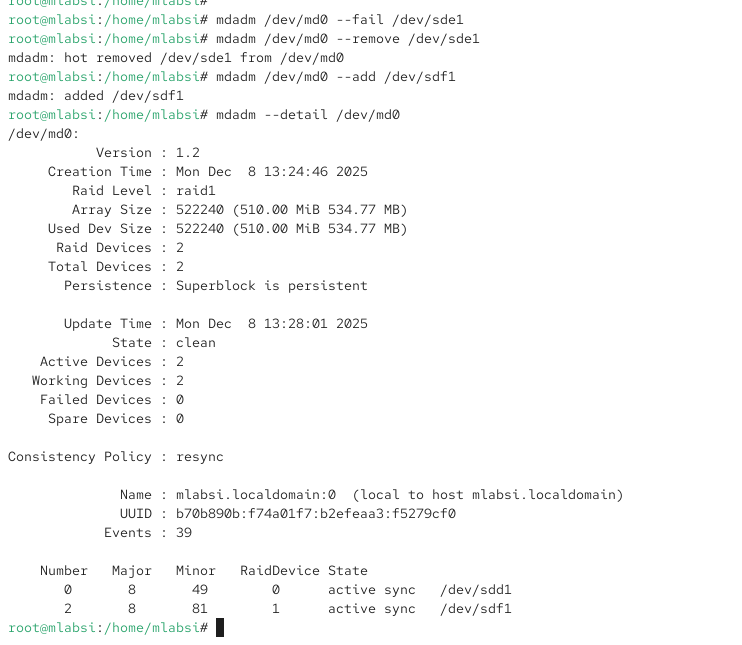 root@mlabsi:/home/mlabsi#
root@mlabsi:/home/mlabsi# mdadm /dev/md0 --fail /dev/sde1
root@mlabsi:/home/mlabsi# mdadm /dev/md0 --remove /dev/sde1
mdadm: hot removed /dev/sde1 from /dev/md0
root@mlabsi:/home/mlabsi# mdadm /dev/md0 --add /dev/sdf1
mdadm: added /dev/sdf1
root@mlabsi:/home/mlabsi# mdadm --detail /dev/md0
/dev/md0:
           Version : 1.2
     Creation Time : Mon Dec  8 13:24:46 2025
        Raid Level : raid1
        Array Size : 522240 (510.00 MiB 534.77 MB)
     Used Dev Size : 522240 (510.00 MiB 534.77 MB)
      Raid Devices : 2
     Total Devices : 2
       Persistence : Superblock is persistent

       Update Time : Mon Dec  8 13:28:01 2025
             State : clean
    Active Devices : 2
   Working Devices : 2
    Failed Devices : 0
     Spare Devices : 0

Consistency Policy : resync

              Name : mlabsi.localdomain:0  (local to host mlabsi.localdomain)
              UUID : b70b890b:f74a01f7:b2efeaa3:f5279cf0
            Events : 39

    Number   Major   Minor   RaidDevice State
       0       8       49        0      active sync   /dev/sdd1
       2       8       81        1      active sync   /dev/sdf1
root@mlabsi:/home/mlabsi#